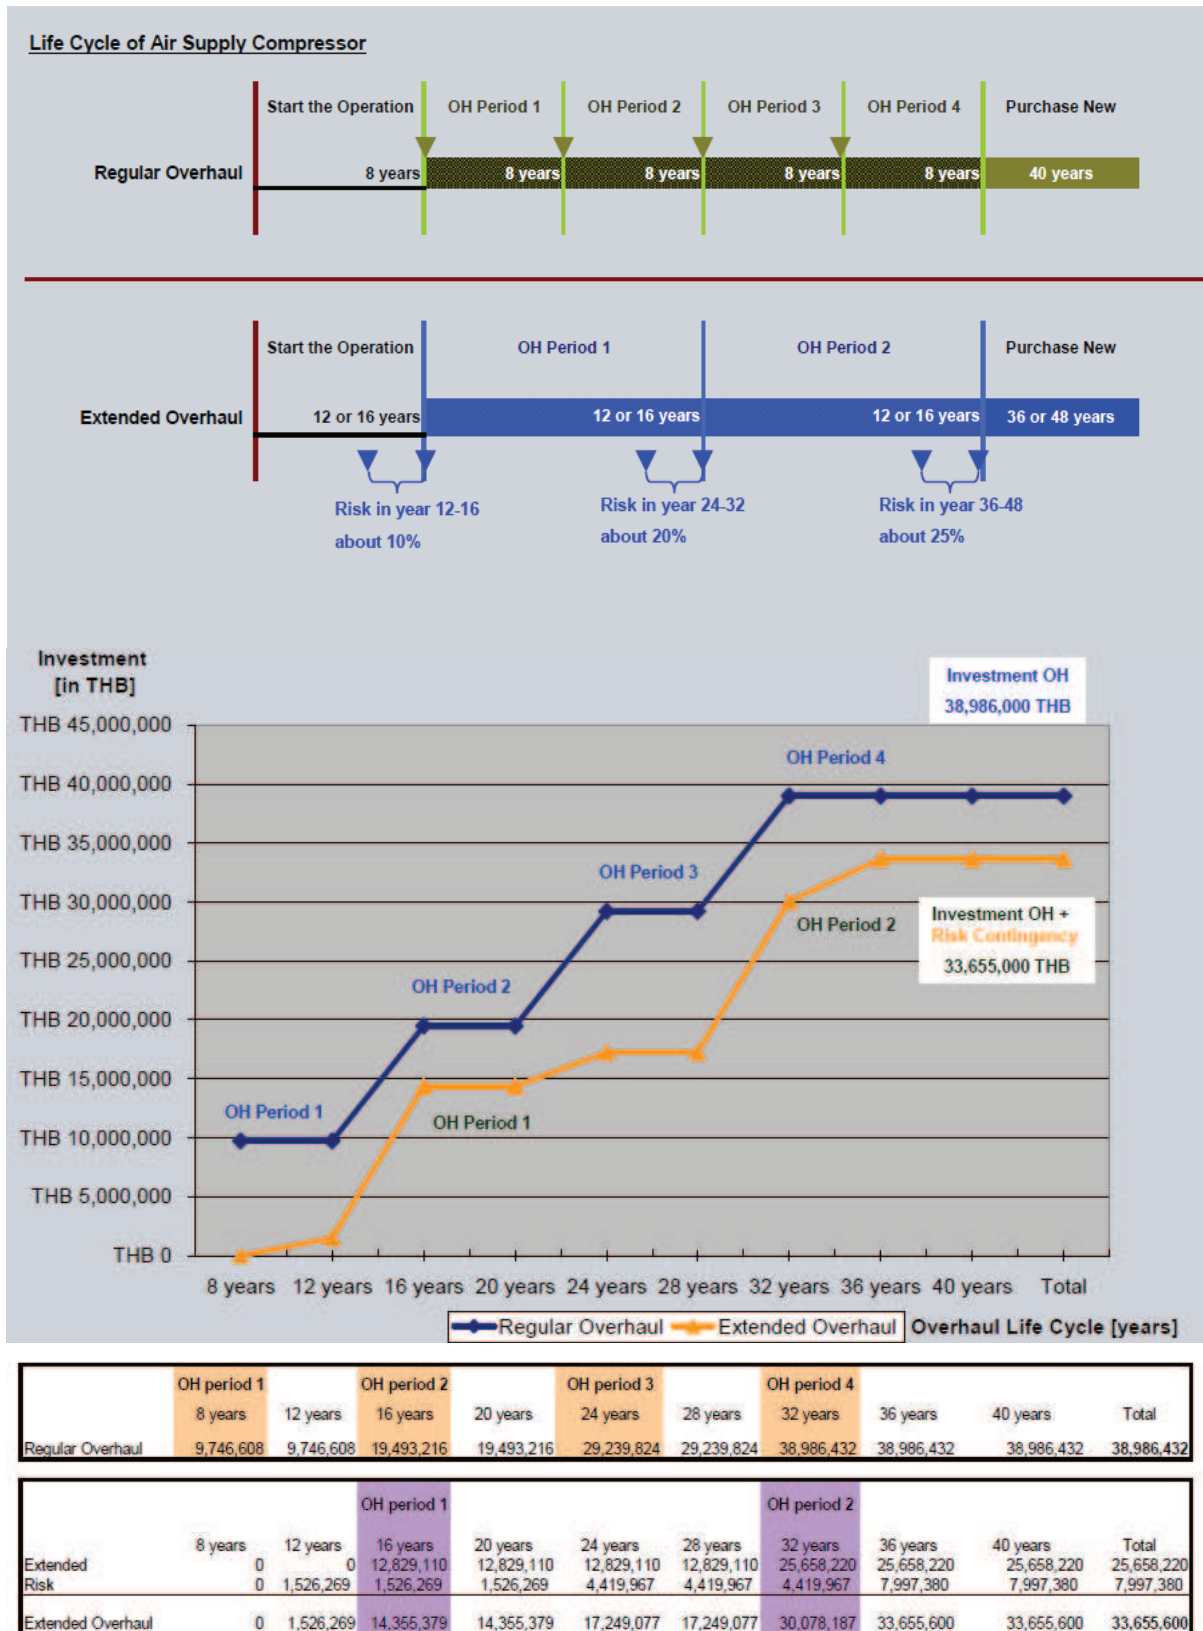 Life Cycle of Air Supply Compressor
Start the Operation OH Period 1 OH Period 2 OH Period 3 OH Period 4 Purchase New
Regular Overhaul 8 years 8 years 8 years 8 years 8 years 40 years
Start the Operation OH Period 1 OH Period 2 Purchase New
Extended Overhaul 12 or 16 years 12 or 16 years 12 or 16 years 36 or 48 years
Risk in year 12-16
about 10%
Risk in year 24-32
about 20%
Risk in year 36-48
about 25%
Investment
[in THB]
Investment OH
38,986,000 THB
THB 45,000,000
THB 40,000,000
THB 35,000,000
THB 30,000,000
THB 25,000,000
THB 20,000,000
THB 15,000,000
THB 10,000,000
THB 5,000,000
THB 0
OH Period 4
OH Period 3
OH Period 2
OH Period 1
OH Period 2
OH Period 1
Investment OH +
Risk Contingency
33,655,000 THB
8 years 12 years 16 years 20 years 24 years 28 years 32 years 36 years 40 years Total
Regular Overhaul Extended Overhaul Overhaul Life Cycle [years]
OH period 1 OH period 2 OH period 3 OH period 4
8 years 12 years 16 years 20 years 24 years 28 years 32 years 36 years 40 years Total
Regular Overhaul 9,746,608 9,746,608 19,493,216 19,493,216 29,239,824 29,239,824 38,986,432 38,986,432 38,986,432 38,986,432
OH period 1 OH period 2
8 years 12 years 16 years 20 years 24 years 28 years 32 years 36 years 40 years Total
Extended 0 0 12,829,110 12,829,110 12,829,110 12,829,110 25,658,220 25,658,220 25,658,220 25,658,220
Risk 0 1,526,269 1,526,269 1,526,269 4,419,967 4,419,967 4,419,967 7,997,380 7,997,380 7,997,380
Extended Overhaul 0 1,526,269 14,355,379 14,355,379 17,249,077 17,249,077 30,078,187 33,655,600 33,655,600 33,655,600